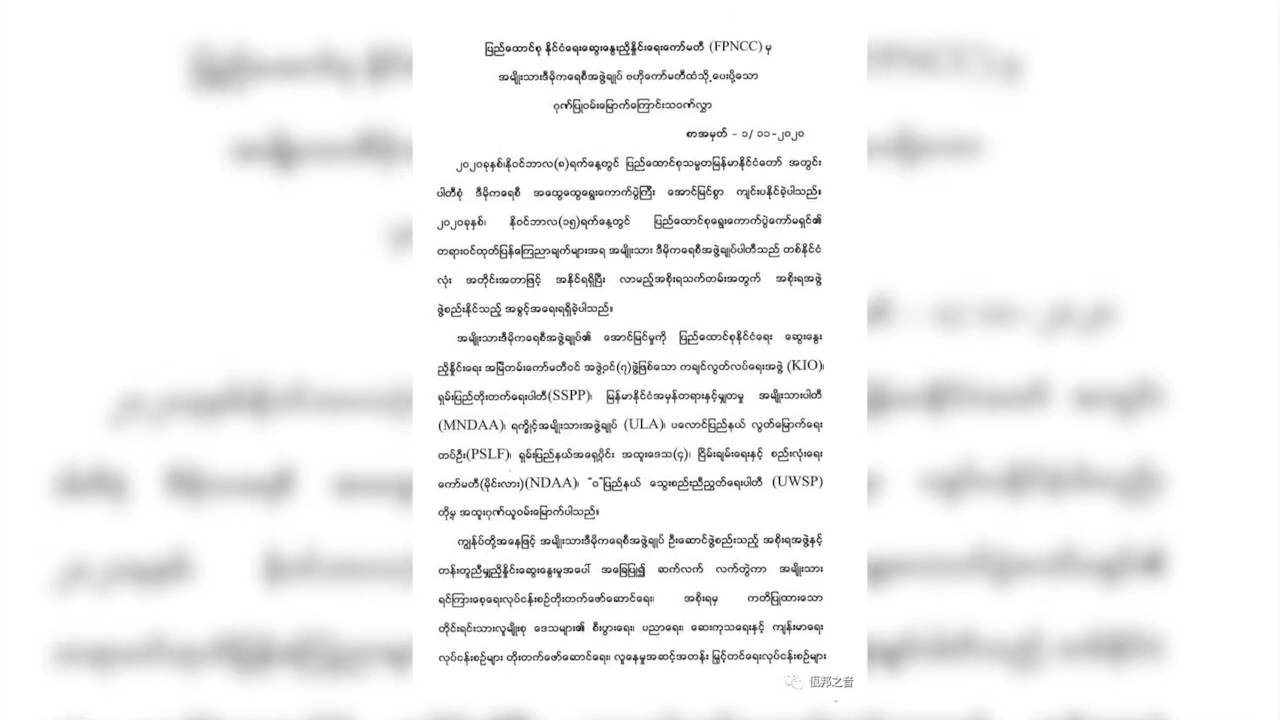 ပြည်ထောင်စု နိုင်ငံရေးဆွေးနွေးညှိနှိုင်းရေးကော်မတီ (FPNCC) မှ
အမျိုးသားဒီမိုကရေစီအဖွဲ့ချုပ် ဗဟိုကော်မတီထံသို့ ပေးပို့သော
ဂုဏ်ပြုဝမ်းမြောက်ကြောင်းသဝဏ်လွှာ
စာအမှတ် - ၁/ ၁၁-၂၀၂၀
၂၀၂၀ခုနှစ်၊နိုဝင်ဘာလ(၈)ရက်နေ့တွင် ပြည်ထောင်စုသမ္မတမြန်မာနိုင်ငံတော် အတွင်း
ပါတီစုံ ဒီမိုကရေစီ အထွေထွေရွေးကောက်ပွဲကြီး အောင်မြင်စွာ ကျင်းပနိုင်ခဲ့ပါသည်။
၂၀၂၀ခုနှစ်၊ နိုဝင်ဘာလ(၁၅)ရက်နေ့တွင် ပြည်ထောင်စုရွေးကောက်ပွဲကော်မရှင်၏
တရားဝင်ထုတ်ပြန်ကြေညာချက်များအရ အမျိုးသား ဒီမိုကရေစီအဖွဲ့ချုပ်ပါတီသည် တစ်နိုင်ငံ
လုံး အတိုင်းအတာဖြင့် အနိုင်ရရှိပြီး လာမည့်အစိုးရသက်တမ်းအတွက် အစိုးရအဖွဲ့
ဖွဲ့စည်းနိုင်သည့် အခွင့်အရေးရရှိခဲ့ပါသည်။
အမျိုးသားဒီမိုကရေစီအဖွဲ့ချုပ်၏ အောင်မြင်မှုကို ပြည်ထောင်စုနိုင်ငံရေး ဆွေးနွေး
ညှိနှိုင်းရေး အမြဲတမ်းကော်မတီဝင် အဖွဲ့ဝင်(၇)ဖွဲ့ဖြစ်သော ကချင်လွတ်လပ်ရေးအဖွဲ့ (KIO)၊
ရှမ်းပြည်တိုးတက်ရေးပါတီ(SSPP)၊ မြန်မာနိုင်ငံအမှန်တရားနှင့်မျှတမှု အမျိုးသားပါတီ
(MNDAA)၊ ရက္ခိုင့်အမျိုးသားအဖွဲ့ချုပ် (ULA)၊ ပလောင်ပြည်နယ် လွတ်မြောက်ရေး
တပ်ဦး(PSLF)၊ ရှမ်းပြည်နယ်အရှေ့ပိုင်း အထူးဒေသ(၄)၊ ငြိမ်းချမ်းရေးနှင့် စည်းလုံးရေး
ကော်မတီ(မိုင်းလား)(NDAA)၊ "ဝ"ပြည်နယ် သွေးစည်းညီညွတ်ရေးပါတီ (UWSP)
တို့မှ အထူးဂုဏ်ယူဝမ်းမြောက်ပါသည်။
ကျွန်ုပ်တို့အနေဖြင့် အမျိုးသားဒီမိုကရေစီအဖွဲ့ချုပ် ဦးဆောင်ဖွဲ့စည်းသည့် အစိုးရအဖွဲ့နှင့်
တန်းတူညီမျှညှိနှိုင်းဆွေးနွေးမှုအပေါ် အခြေပြု၍ ဆက်လက် လက်တွဲကာ အမျိုးသား
ရင်ကြားစေ့ရေးလုပ်ငန်းစဉ်တိုးတက်ဖော်ဆောင်ရေး၊ အစိုးရမှ ကတိပြုထားသော
တိုင်းရင်းသားလူမျိုးစု ဒေသများ၏ စီးပွားရေး၊ ပညာရေး၊ ဆေးကုသရေးနှင့် ကျန်းမာရေး
လုပ်ငန်းစဉ်များ တိုးတက်ဖော်ဆောင်ရေး၊ လူနေမှုအဆင့်အတန်း မြှင့်တင်ရေးလုပ်ငန်းစဉ်များ
佤邦之音